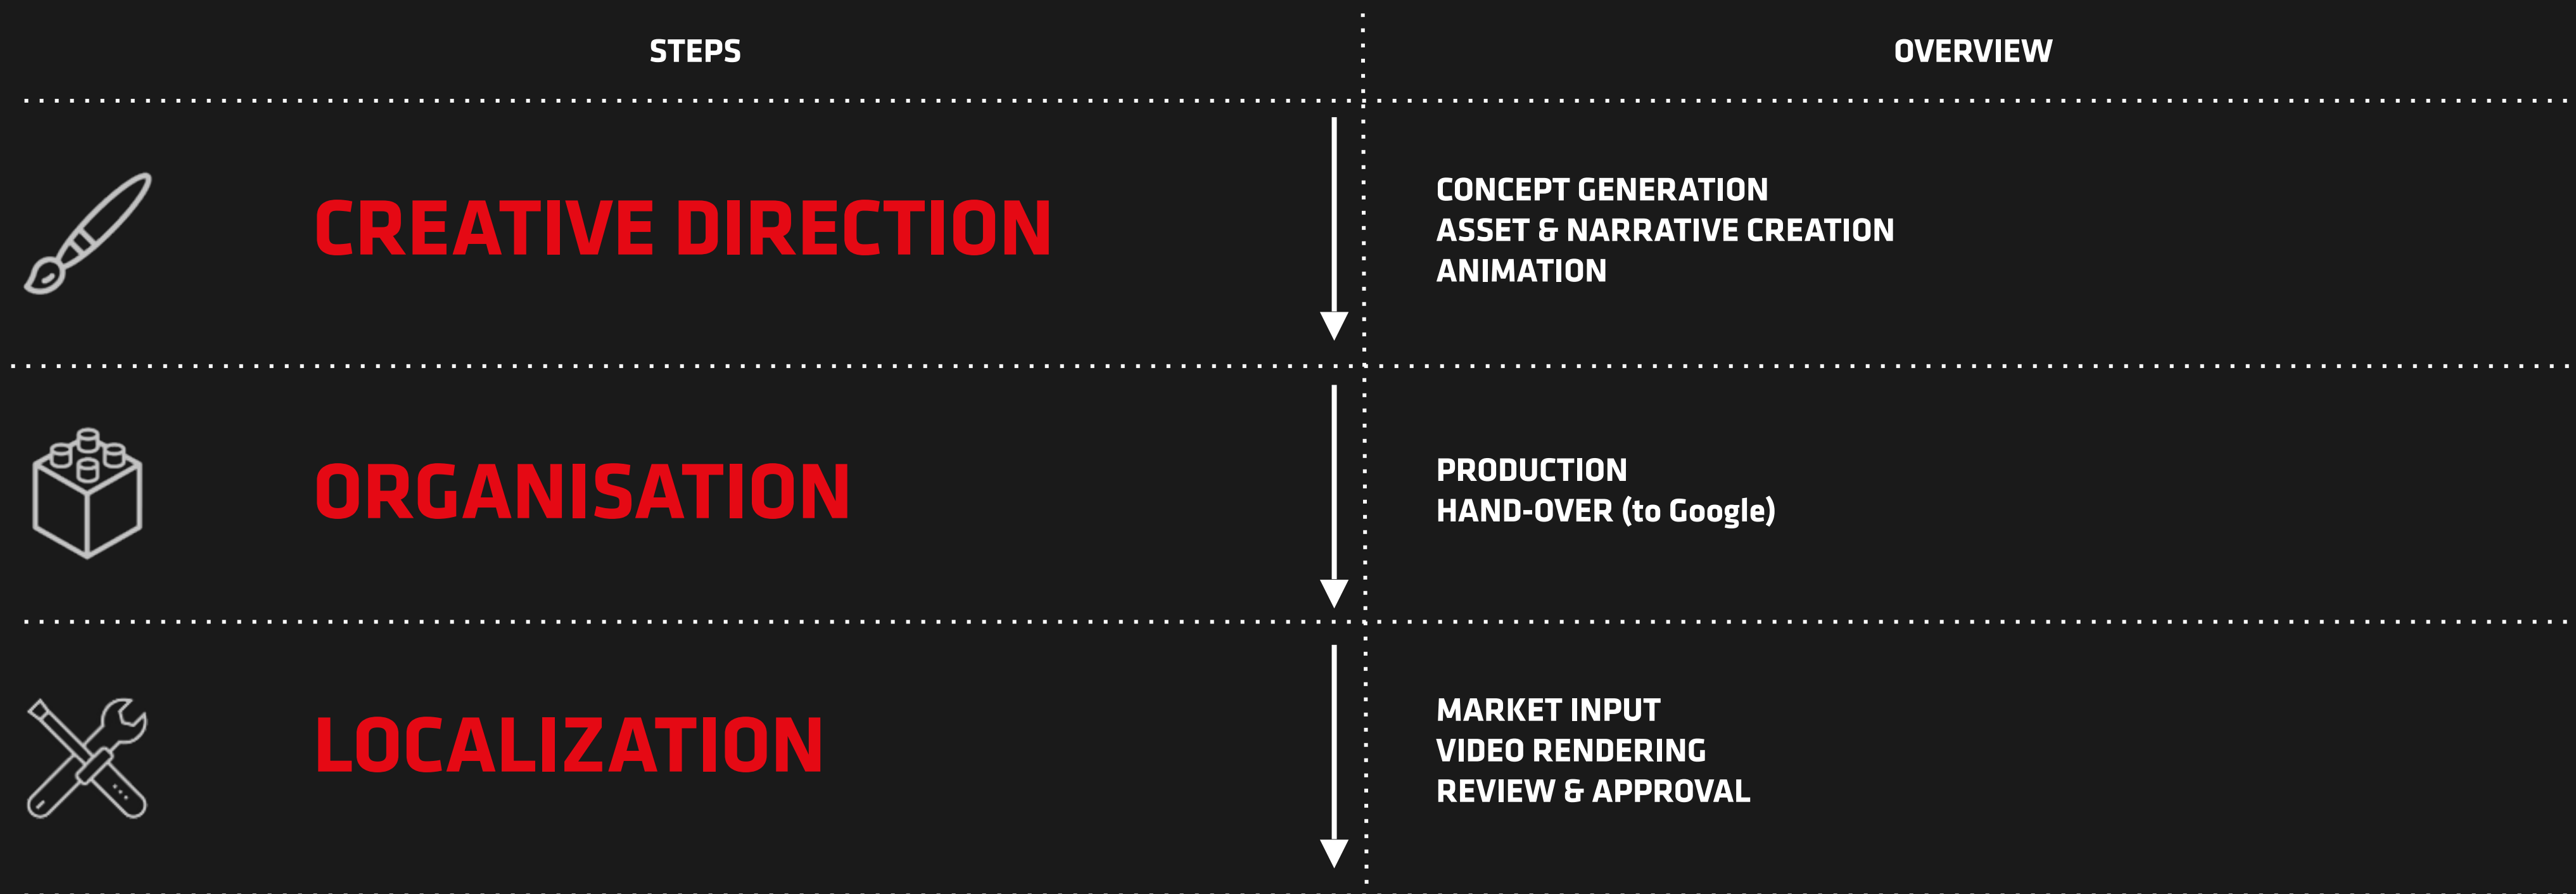 STEPS
OVERVIEW
CREATIVE DIRECTION
CONCEPT GENERATION
ASSET & NARRATIVE CREATION
ANIMATION
ORGANISATION
PRODUCTION
HAND-OVER (to Google)
LOCALIZATION
MARKET INPUT
VIDEO RENDERING
REVIEW & APPROVAL